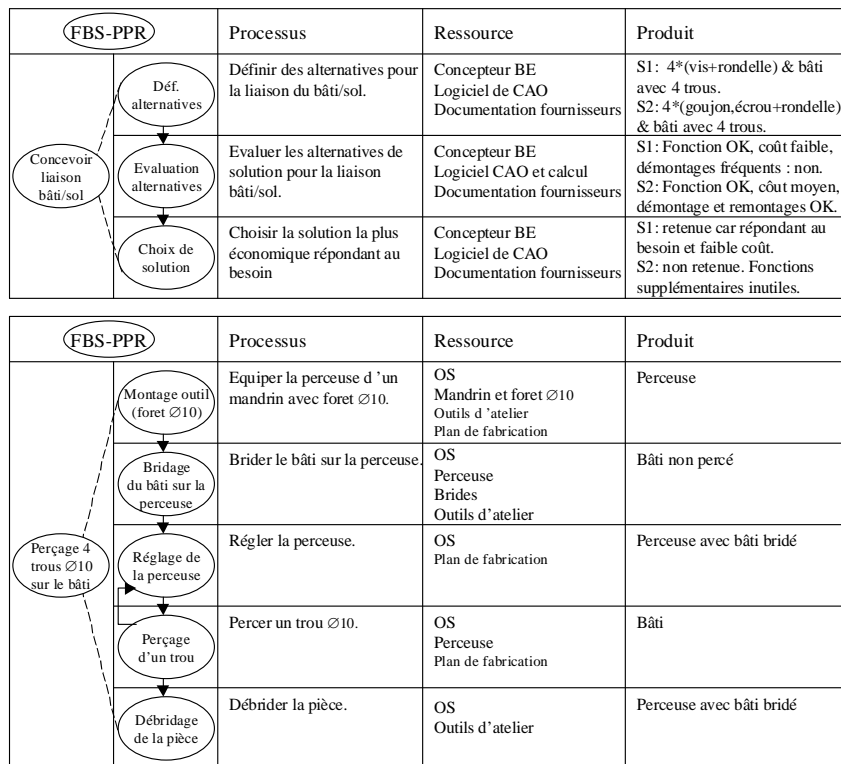 FBS-PPR
Processus
Ressource
Produit
Concevoir
liaison
bâti/sol
Déf.
alternatives
Définir des alternatives pour
la liaison du bâti/sol.
Concepteur BE
Logiciel de CAO
Documentation fournisseurs
S1: 4*(vis+rondelle) & bâti
avec 4 trous.
S2: 4*(goujon,écrou+rondelle)
& bâti avec 4 trous.
Evaluation
alternatives
Evaluer les alternatives de
solution pour la liaison
bâti/sol.
Concepteur BE
Logiciel CAO et calcul
Documentation fournisseurs
S1: Fonction OK, coût faible,
démontages fréquents : non.
S2: Fonction OK, côut moyen,
démontage et remontages OK.
Choix de
solution
Choisir la solution la plus
économique répondant au
besoin
Concepteur BE
Logiciel de CAO
Documentation fournisseurs
S1: retenue car répondant au
besoin et faible coût.
S2: non retenue. Fonctions
supplémentaires inutiles.
FBS-PPR
Processus
Ressource
Produit
Perçage 4
trous ∅10
sur le bâti
Montage outil
(foret ∅10)
Equiper la perceuse d ’un
mandrin avec foret ∅10.
OS
Mandrin et foret ∅10
Outils d ’atelier
Plan de fabrication
Perceuse
Bridage
du bâti sur la
perceuse
Brider le bâti sur la perceuse.
OS
Perceuse
Brides
Outils d’atelier
Bâti non percé
Réglage de
la perceuse
Régler la perceuse.
OS
Plan de fabrication
Perceuse avec bâti bridé
Perçage
d’un trou
Percer un trou ∅10.
OS
Perceuse
Plan de fabrication
Bâti
Débridage
de la pièce
Débrider la pièce.
OS
Outils d’atelier
Perceuse avec bâti bridé